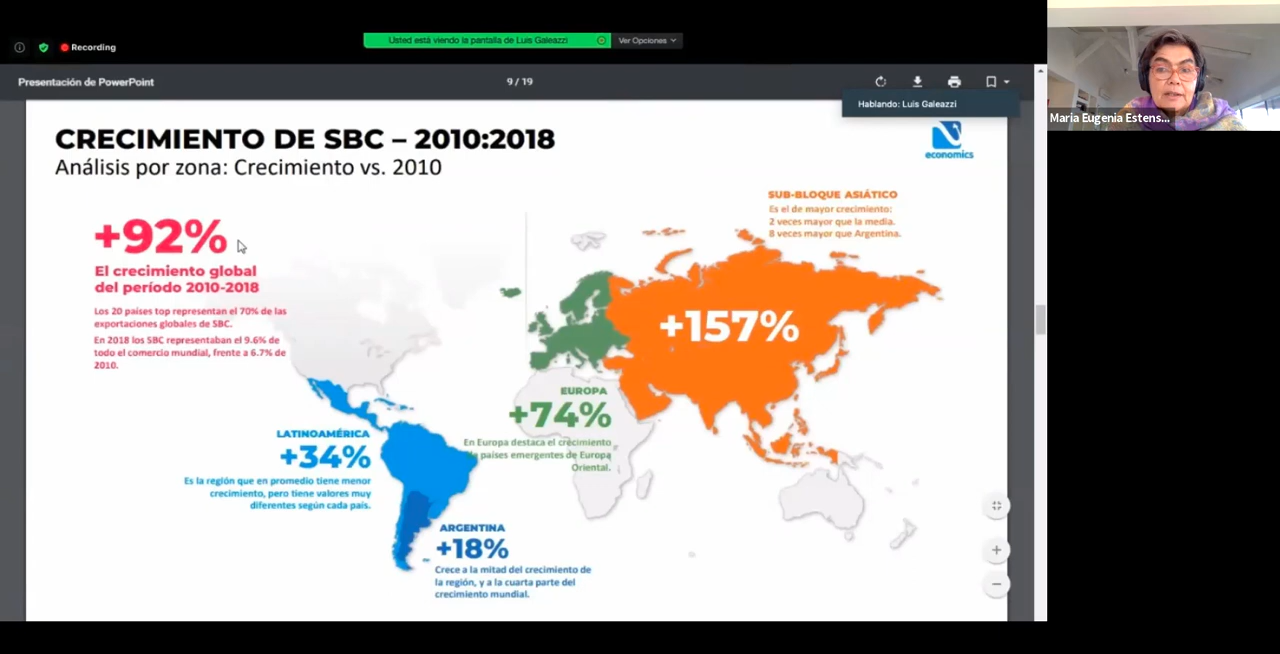 Recording
Usted está viendo la pantalla de Luis Galeazzi
Ver Opciones
Presentación de PowerPoint
9 / 19
Hablando: Luis Galeazzi
Maria Eugenia Estens...
CRECIMIENTO DE SBC – 2010:2018
Análisis por zona: Crecimiento vs. 2010
economics
SUB-BLOQUE ASIÁTICO
Es el de mayor crecimiento:
2 veces mayor que la media.
8 veces mayor que Argentina.
+92%
El crecimiento global
del período 2010-2018
Los 20 países top representan el 70% de las
exportaciones globales de SBC.
En 2018 los SBC representaban el 9.6% de
todo el comercio mundial, frente a 6.7% de
2010.
+157%
EUROPA
+74%
En Europa destaca el crecimiento
países emergentes de Europa
Oriental.
LATINOAMÉRICA
+34%
Es la región que en promedio tiene menor
crecimiento, pero tiene valores muy
diferentes según cada país.
ARGENTINA
+18%
Crece a la mitad del crecimiento de
la región, y a la cuarta parte del
crecimiento mundial.